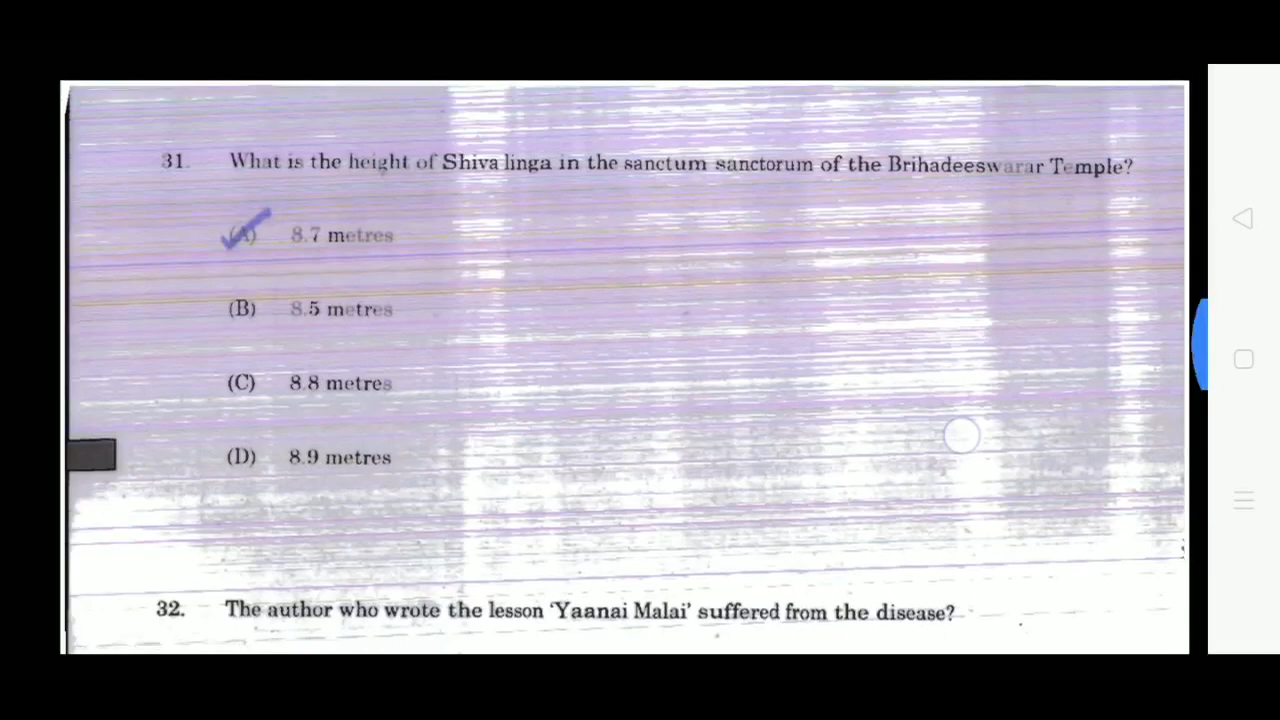 31. What is the height of Shiva linga in the sanctum sanctorum of the Brihadeeswarar Temple?
(A) 8.7 metres
(B) 8.5 metres
(C) 8.8 metres
(D) 8.9 metres
32. The author who wrote the lesson ‘Yaanai Malai’ suffered from the disease?